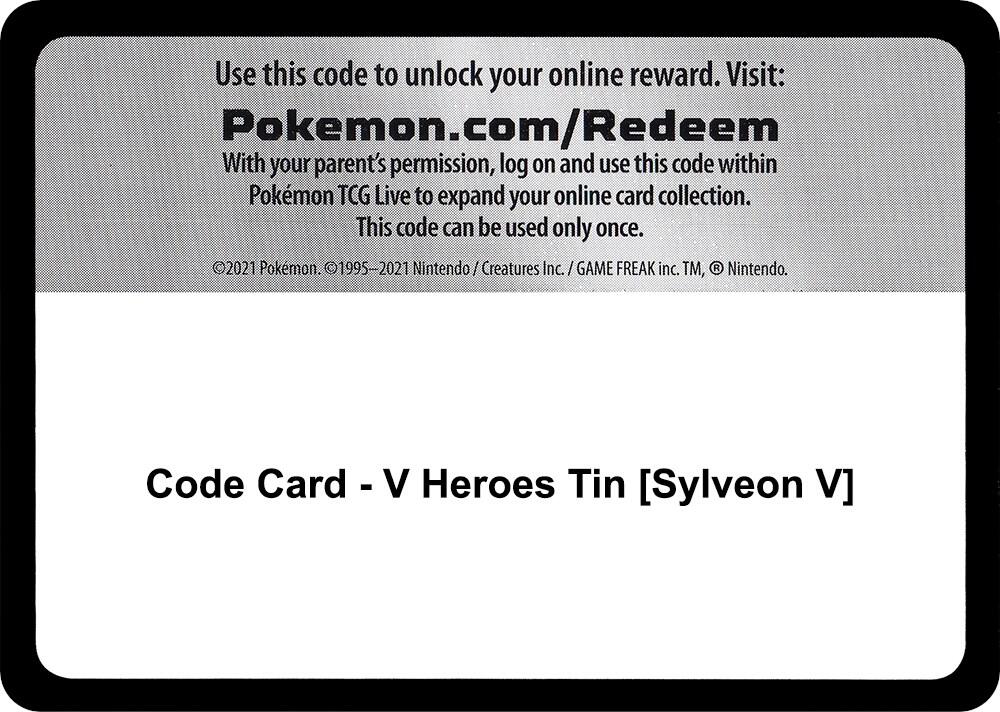 Use this code to unlock your online reward. Visit:
Pokemon.com/Redeem
With your parent's permission, log on and use this code within
Pokémon TCG Live to expand your online card collection.
This code can be used only once.
©2021 Pokémon. ©1995–2021 Nintendo / Creatures Inc. / GAME FREAK inc. TM, ® Nintendo.
Code Card - V Heroes Tin [Sylveon V]